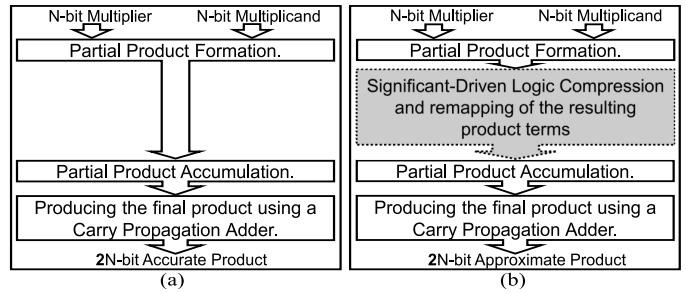 N-bit Multiplier N-bit Multiplicand
Partial Product Formation.
Partial Product Accumulation.
Producing the final product using a
Carry Propagation Adder.
2N-bit Accurate Product
(a)
N-bit Multiplier N-bit Multiplicand
Partial Product Formation.
Significant-Driven Logic Compression
and remapping of the resulting
product terms
Partial Product Accumulation.
Producing the final product using a
Carry Propagation Adder.
2N-bit Approximate Product
(b)